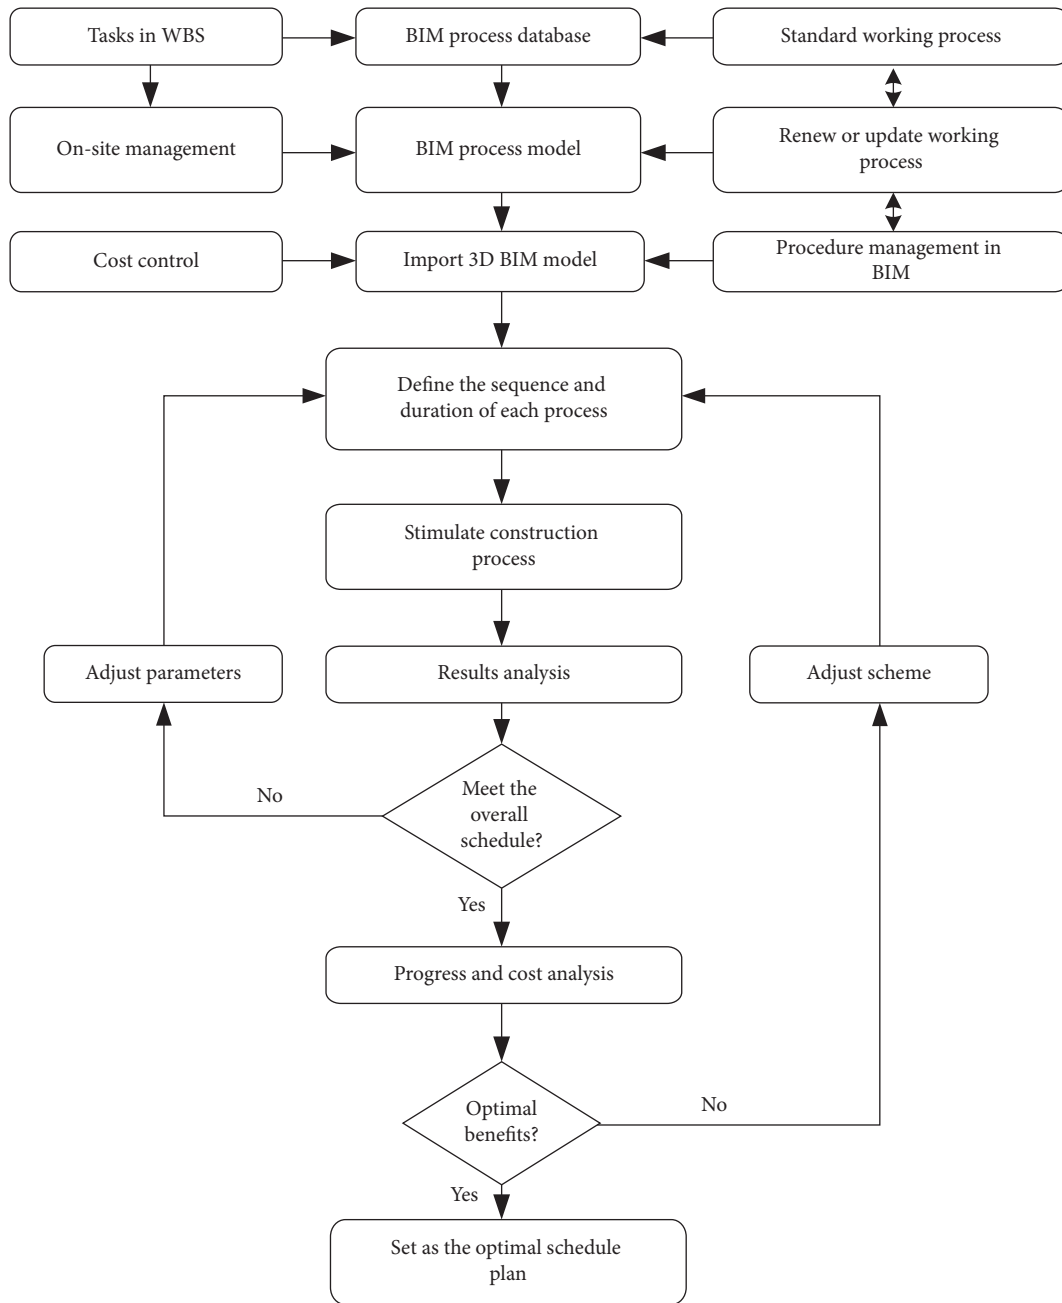 Tasks in WBS
BIM process database
Standard working process
On-site management
BIM process model
Renew or update working
process
Cost control
Import 3D BIM model
Procedure management in
BIM
Define the sequence and
duration of each process
Stimulate construction
process
Adjust parameters
Results analysis
Adjust scheme
No
Meet the
overall
schedule?
Yes
Progress and cost analysis
Optimal
benefits?
No
Yes
Set as the optimal schedule
plan